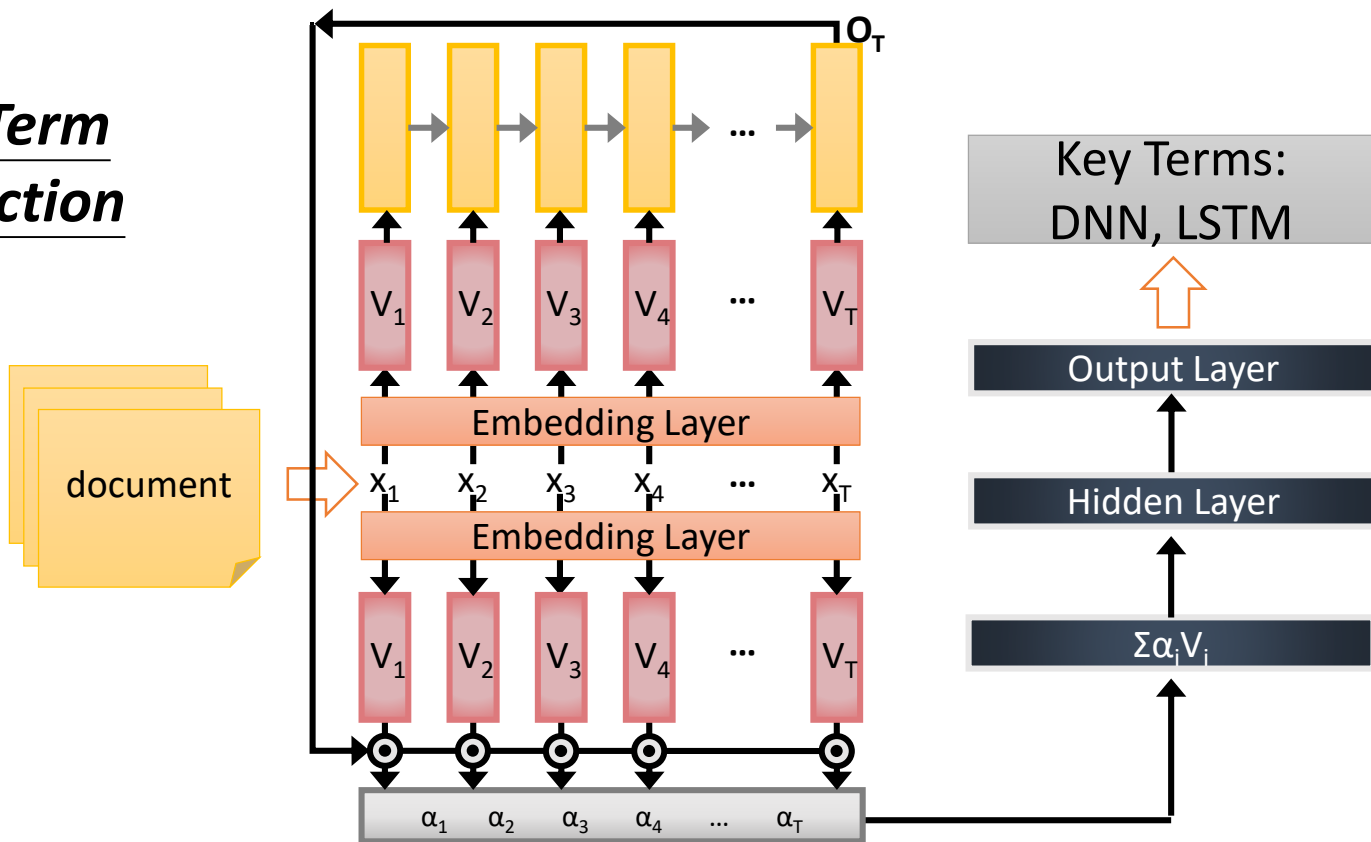 Term
ction
O_T
...
V_1 V_2 V_3 V_4 ... V_T
Embedding Layer
document
x_1 x_2 x_3 x_4 ... x_T
Embedding Layer
V_1 V_2 V_3 V_4 ... V_T
α_1 α_2 α_3 α_4 ... α_T
Key Terms:
DNN, LSTM
Output Layer
Hidden Layer
Σα_iV_i